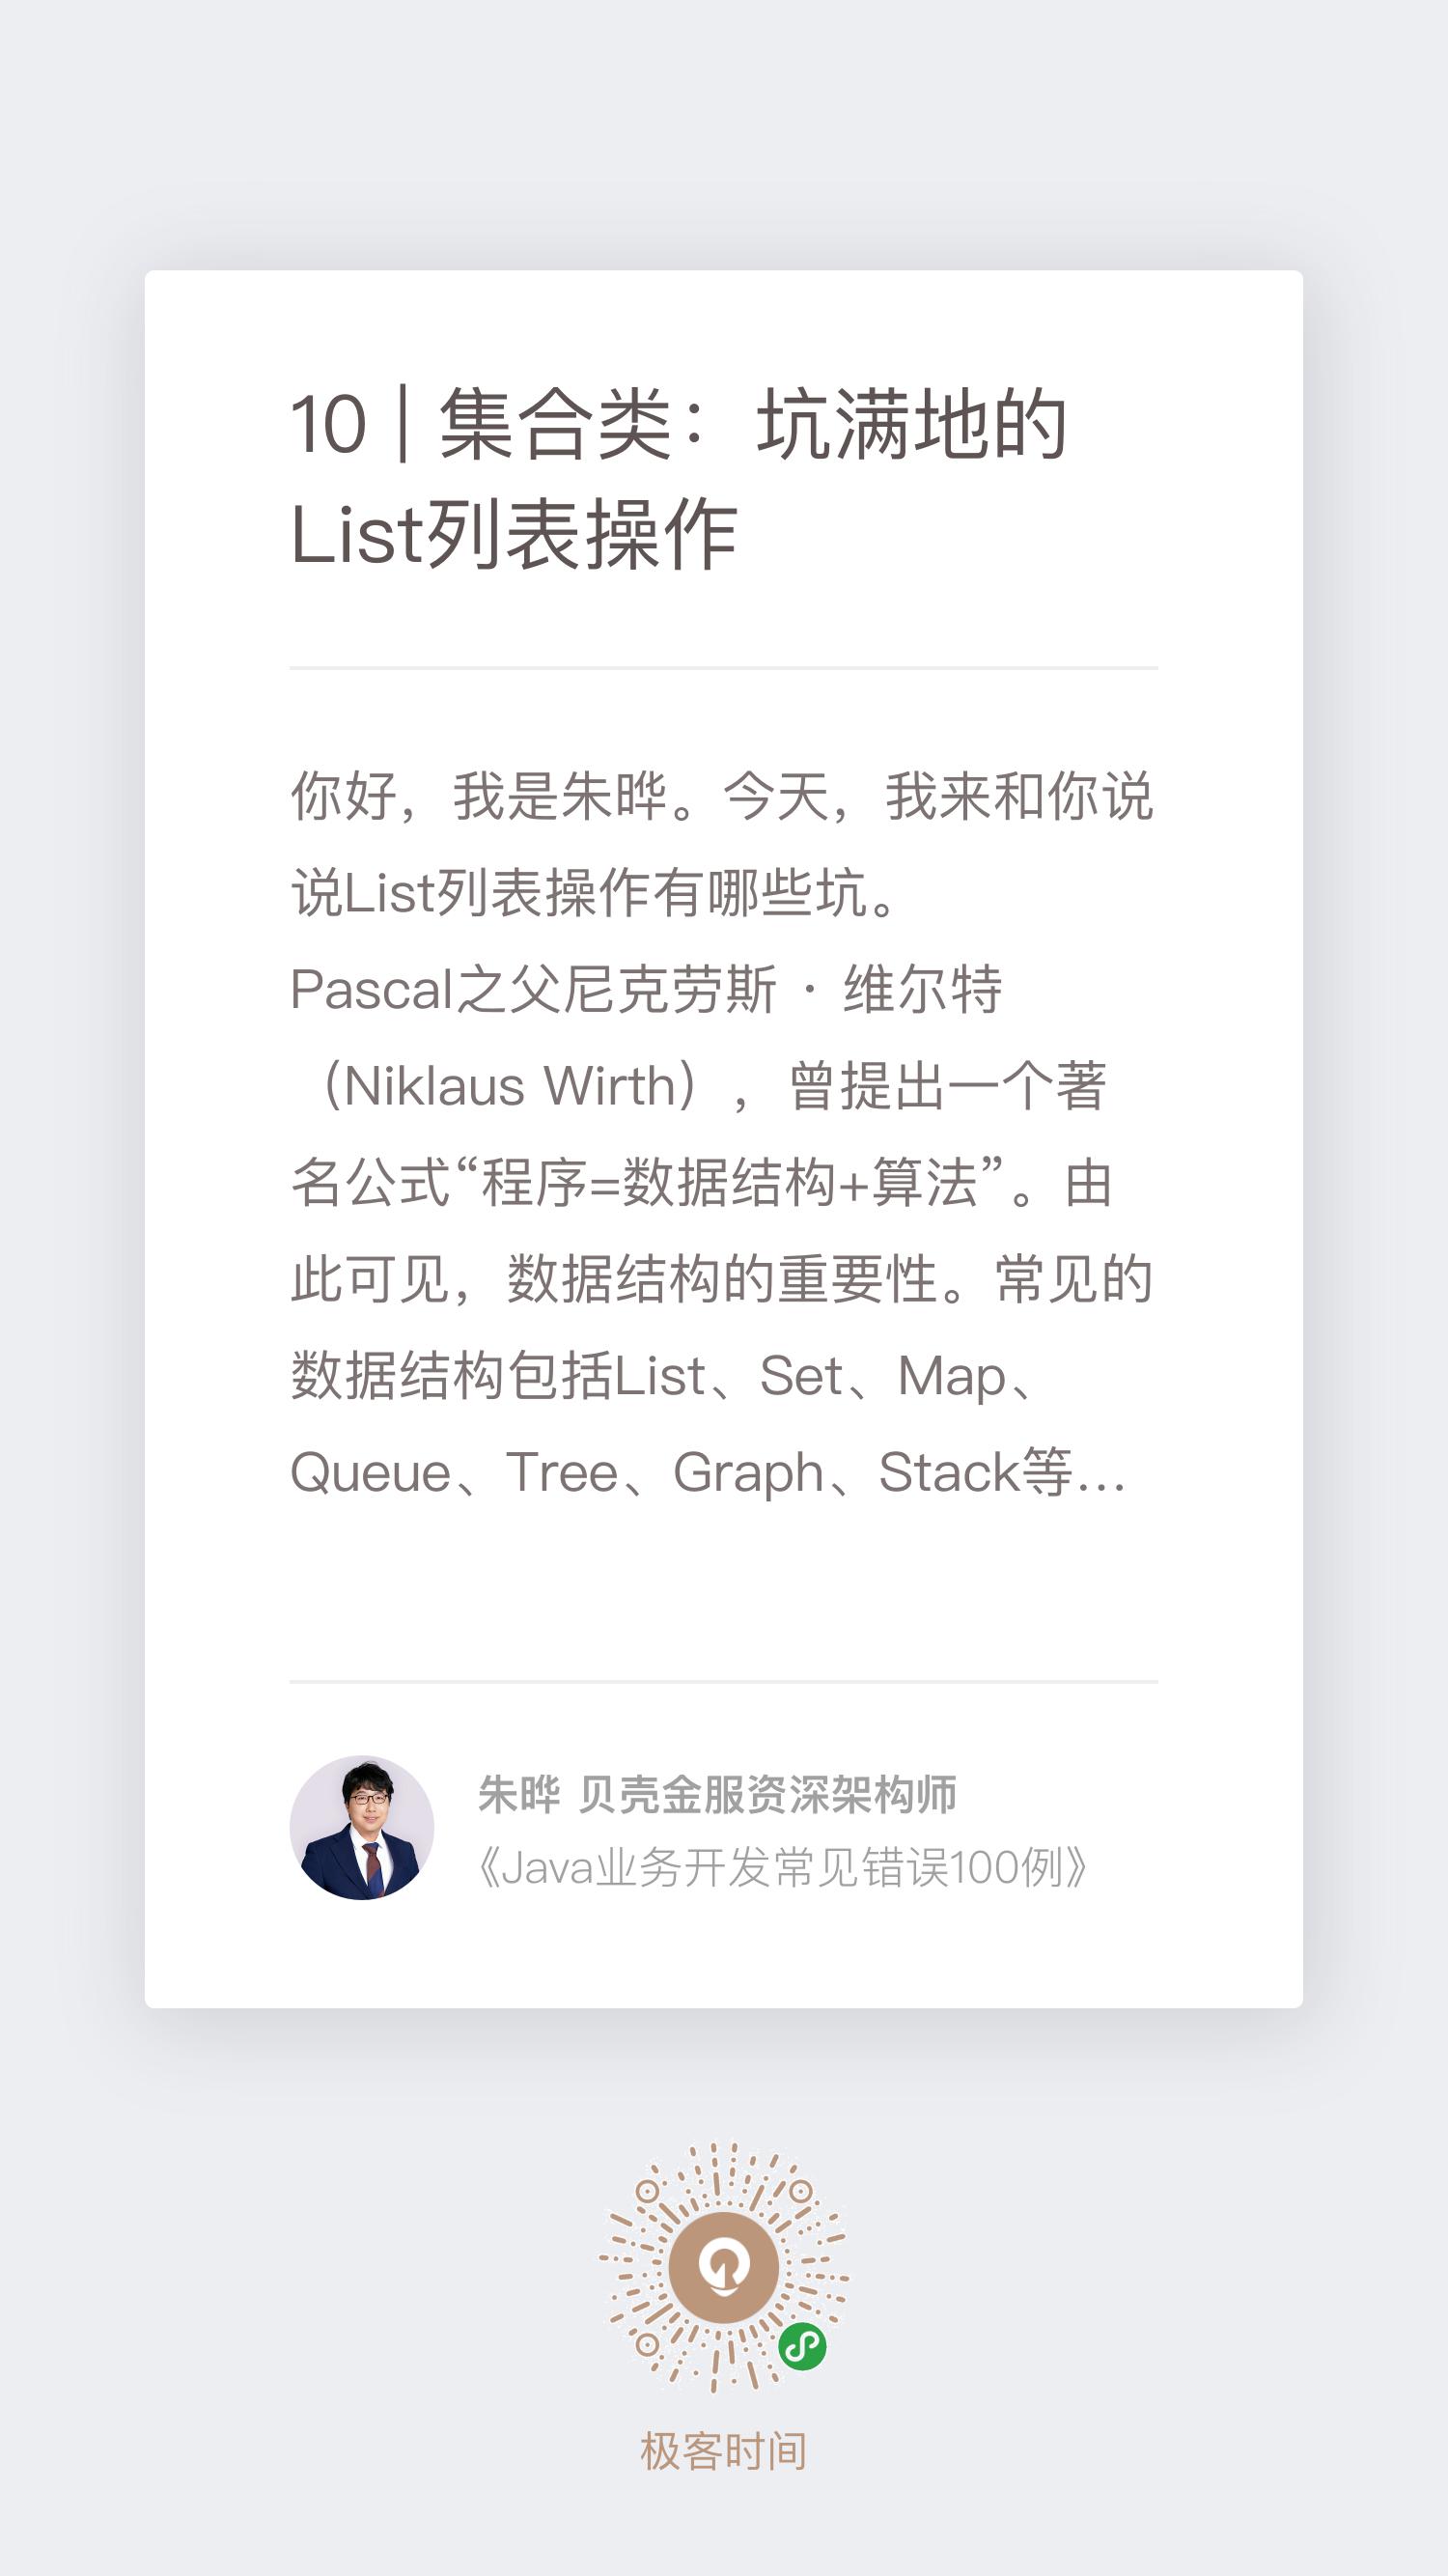 10 | 集合类：坑满地的
List列表操作
你好，我是朱晔。今天，我来和你说
说List列表操作有哪些坑。
Pascal之父尼克劳斯 · 维尔特
（Niklaus Wirth），曾提出一个著
名公式“程序=数据结构+算法”。由
此可见，数据结构的重要性。常见的
数据结构包括List、Set、Map、
Queue、Tree、Graph、Stack等...
朱晔 贝壳金服资深架构师
《Java业务开发常见错误100例》
极客时间